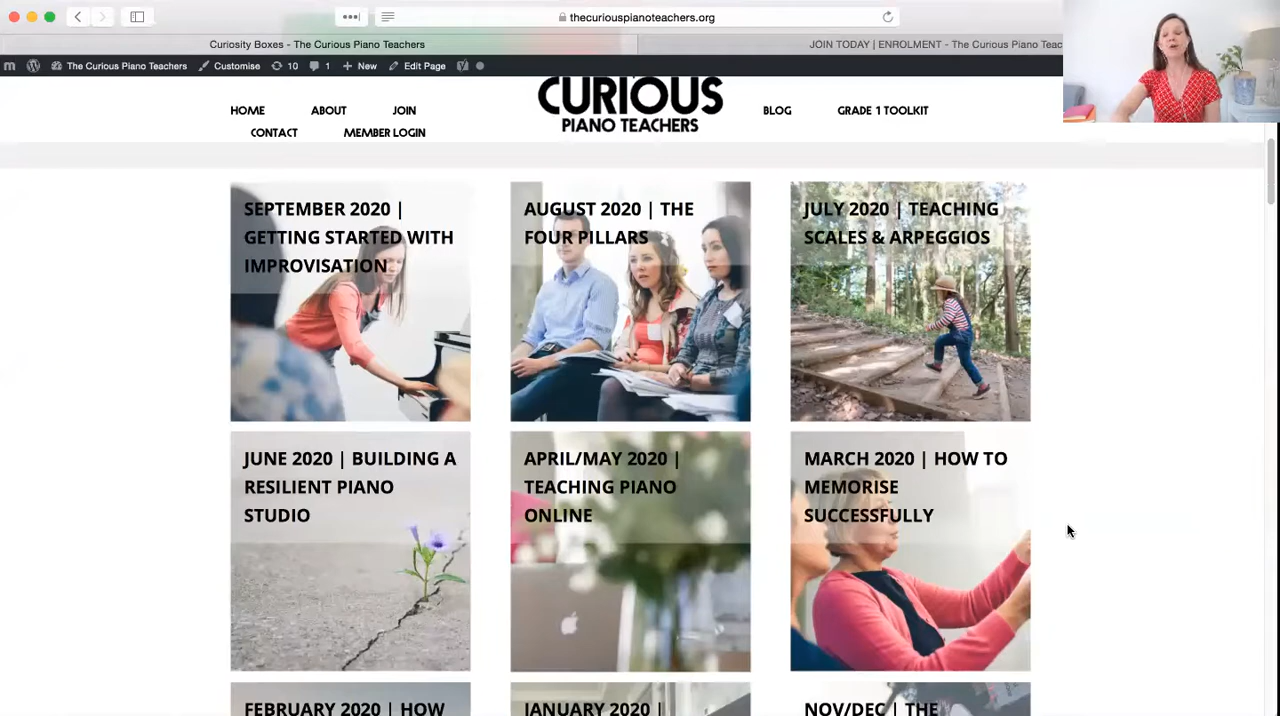 thecuriouspianoteachers.org
Curiosity Boxes - The Curious Piano Teachers
JOIN TODAY | ENROLMENT - The Curious Piano Teac
The Curious Piano Teachers
Customise
10
1
New
Edit Page
HOME
ABOUT
JOIN
CONTACT
MEMBER LOGIN
CURIOUS
PIANO TEACHERS
BLOG
GRADE 1 TOOLKIT
SEPTEMBER 2020 |
GETTING STARTED WITH
IMPROVISATION
AUGUST 2020 | THE
FOUR PILLARS
JULY 2020 | TEACHING
SCALES & ARPEGGIOS
JUNE 2020 | BUILDING A
RESILIENT PIANO
STUDIO
APRIL/MAY 2020 |
TEACHING PIANO
ONLINE
MARCH 2020 | HOW TO
MEMORISE
SUCCESSFULLY
FEBRUARY 2020 | HOW
JANUARY 2020 |
NOV/DEC | THE